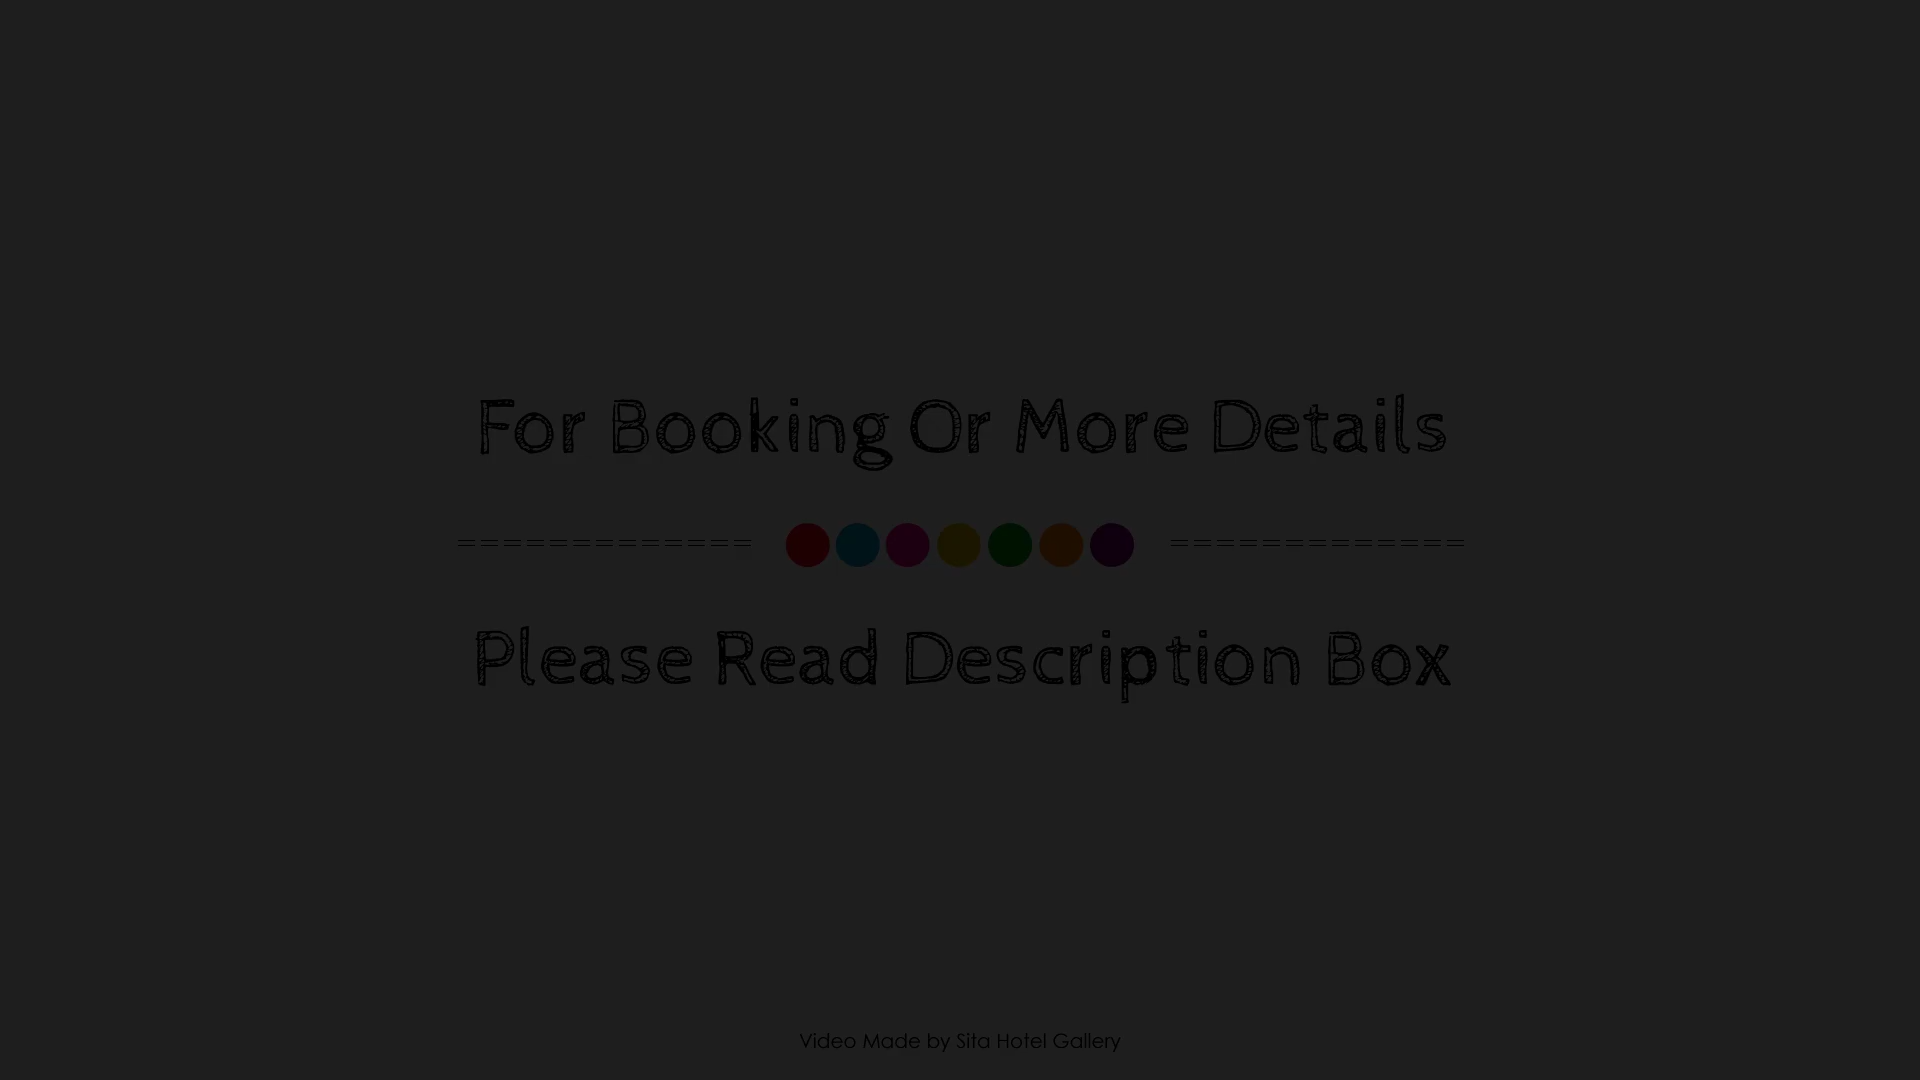 For Booking Or More Details
============= =============
Please Read Description Box
Video Made by Sita Hotel Gallery